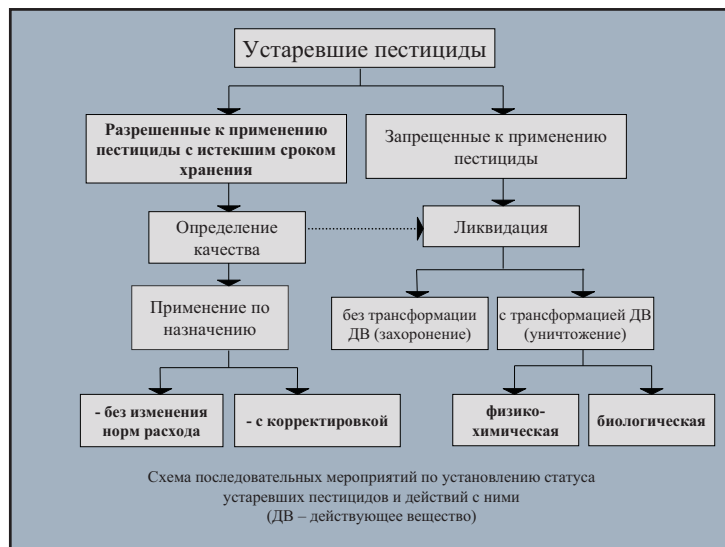 Устаревшие пестициды
Разрешенные к применению
пестициды с истекшим сроком
хранения
Запрещенные к применению
пестициды
Определение
качества
Ликвидация
Применение по
назначению
без трансформации
ДВ (захоронение)
с трансформацией ДВ
(уничтожение)
- без изменения
норм расхода
- с корректировкой
физико-
химическая
биологическая
Схема последовательных мероприятий по установлению статуса
устаревших пестицидов и действий с ними
(ДВ – действующее вещество)